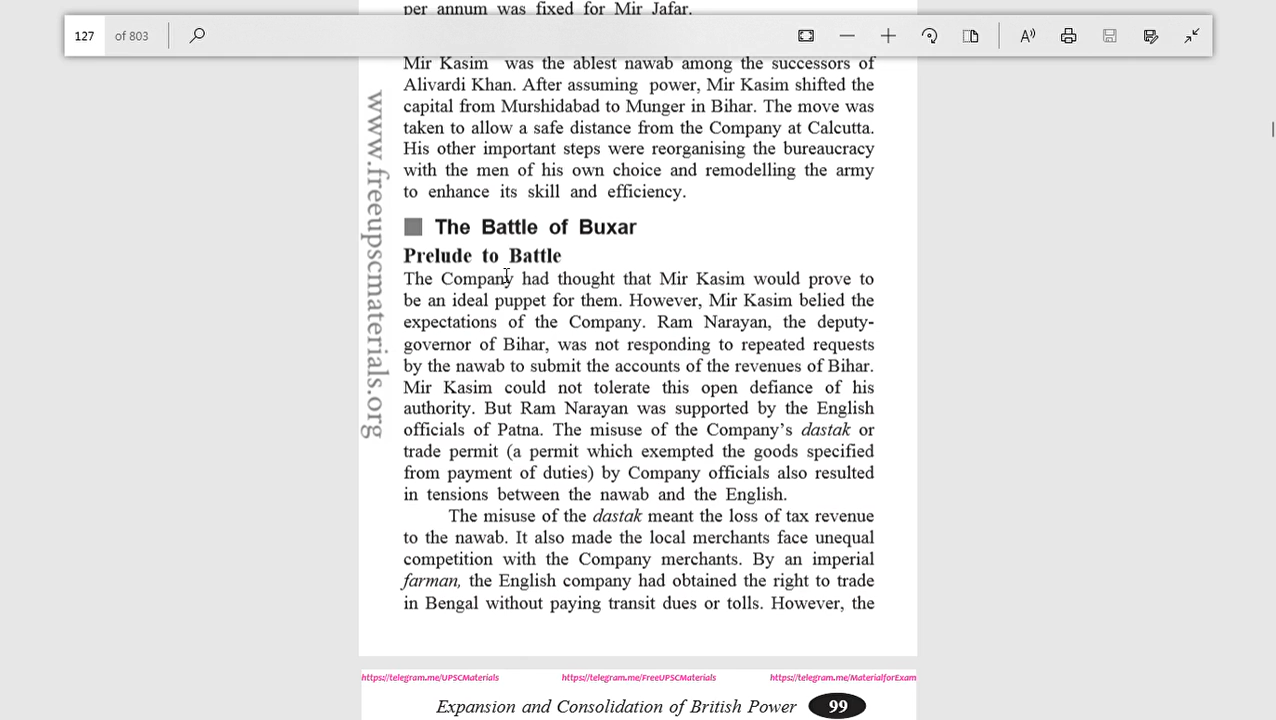 per annum was fixed for Mir Jafar.
127 of 803
Mir Kasim was the ablest nawab among the successors of
Alivardi Khan. After assuming power, Mir Kasim shifted the
capital from Murshidabad to Munger in Bihar. The move was
taken to allow a safe distance from the Company at Calcutta.
His other important steps were reorganising the bureaucracy
with the men of his own choice and remodelling the army
to enhance its skill and efficiency.
www.freeupscmaterials.org
The Battle of Buxar
Prelude to Battle
The Company had thought that Mir Kasim would prove to
be an ideal puppet for them. However, Mir Kasim belied the
expectations of the Company. Ram Narayan, the deputy-
governor of Bihar, was not responding to repeated requests
by the nawab to submit the accounts of the revenues of Bihar.
Mir Kasim could not tolerate this open defiance of his
authority. But Ram Narayan was supported by the English
officials of Patna. The misuse of the Company's dastak or
trade permit (a permit which exempted the goods specified
from payment of duties) by Company officials also resulted
in tensions between the nawab and the English.
The misuse of the dastak meant the loss of tax revenue
to the nawab. It also made the local merchants face unequal
competition with the Company merchants. By an imperial
farman, the English company had obtained the right to trade
in Bengal without paying transit dues or tolls. However, the
https://telegram.me/UPSCMaterials https://telegram.me/FreeUPSCMaterials https://telegram.me/MaterialforExam
Expansion and Consolidation of British Power 99